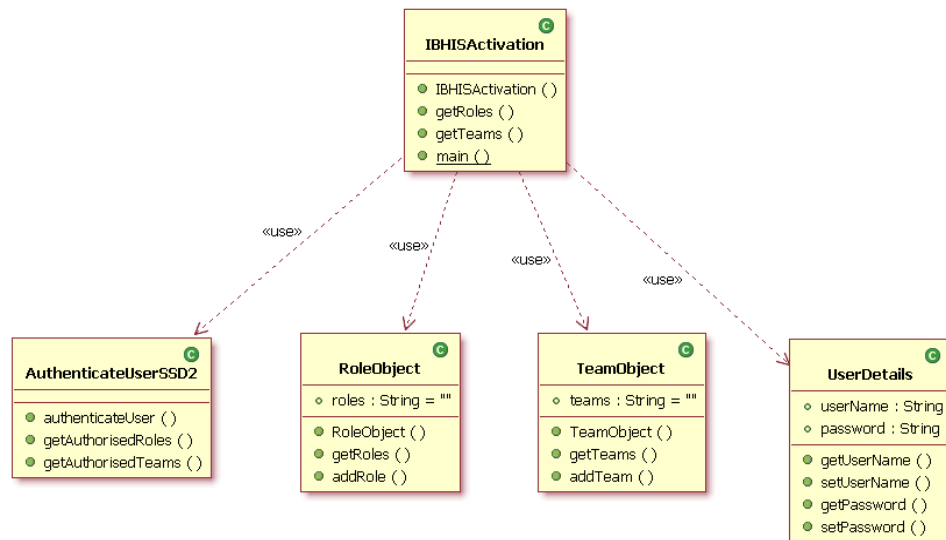 C
IBHISActivation
IBHISActivation ( )
getRoles ( )
getTeams ( )
main ( )
«use»
«use»
«use»
«use»
C
AuthenticateUserSSD2
authenticateUser ( )
getAuthorisedRoles ( )
getAuthorisedTeams ( )
C
RoleObject
roles : String = ""
RoleObject ( )
getRoles ( )
addRole ( )
C
TeamObject
teams : String = ""
TeamObject ( )
getTeams ( )
addTeam ( )
C
UserDetails
userName : String
password : String
getUserName ( )
setUserName ( )
getPassword ( )
setPassword ( )